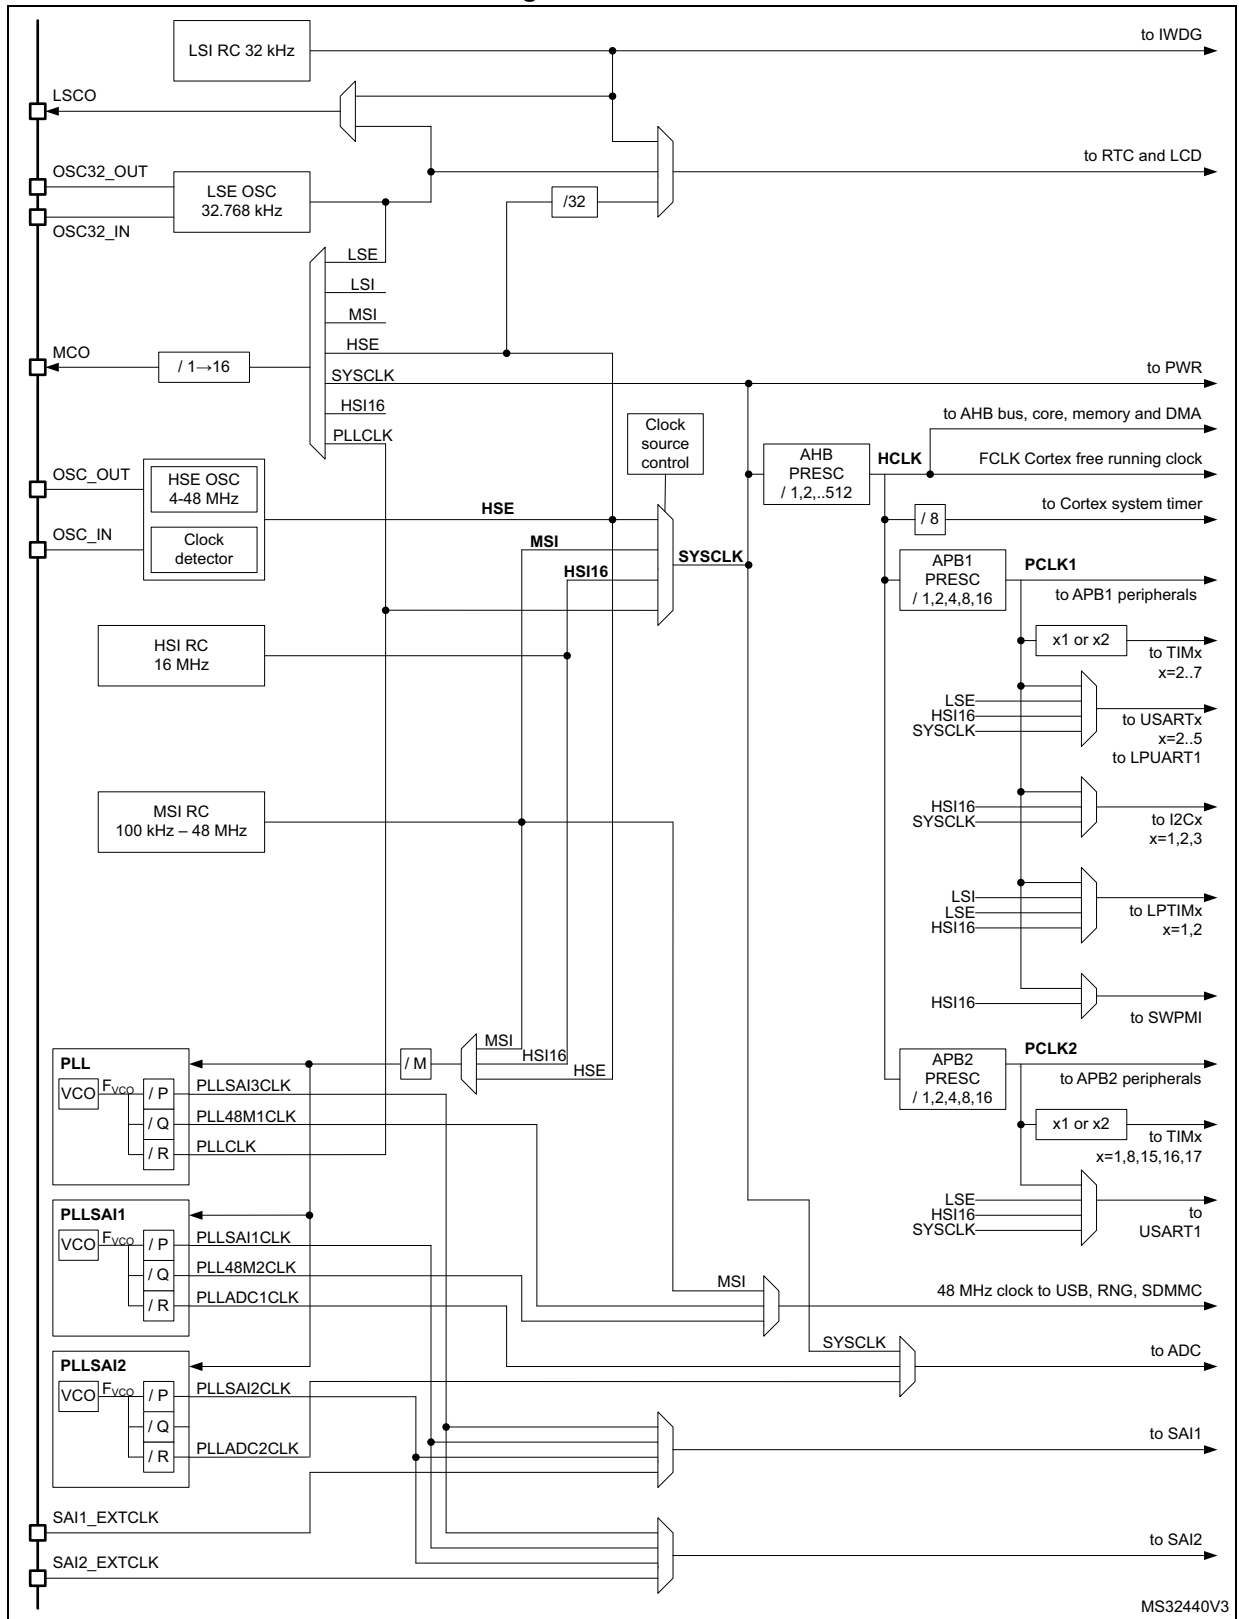 LSI RC 32 kHz
to IWDG
LSCO
OSC32_OUT
to RTC and LCD
LSE OSC
32.768 kHz
/32
OSC32_IN
LSE
LSI
MSI
HSE
MCO
/ 1→16
SYSCLK
to PWR
HSI16
PLLCLK
Clock
source
control
to AHB bus, core, memory and DMA
AHB
PRESC
/ 1,2,..512
HCLK
FCLK Cortex free running clock
OSC_OUT
HSE OSC
4-48 MHz
to Cortex system timer
/ 8
HSE
OSC_IN
Clock
detector
MSI
SYSCLK
HSI16
APB1
PRESC
/ 1,2,4,8,16
PCLK1
to APB1 peripherals
HSI RC
16 MHz
x1 or x2
to TIMx
x=2..7
LSE
HSI16
SYSCLK
to USARTx
x=2..5
to LPUART1
MSI RC
100 kHz – 48 MHz
HSI16
SYSCLK
to I2Cx
x=1,2,3
LSI
LSE
HSI16
to LPTIMx
x=1,2
HSI16
to SWPMI
MSI
HSI16
HSE
/ M
PLL
VCO
FVCO
/ P
PLLSAI3CLK
/ Q
PLL48M1CLK
/ R
PLLCLK
APB2
PRESC
/ 1,2,4,8,16
PCLK2
to APB2 peripherals
x1 or x2
to TIMx
x=1,8,15,16,17
LSE
HSI16
SYSCLK
to
USART1
PLLSAI1
VCO
FVCO
/ P
PLLSAI1CLK
/ Q
PLL48M2CLK
/ R
PLLADC1CLK
MSI
48 MHz clock to USB, RNG, SDMMC
SYSCLK
to ADC
PLLSAI2
VCO
FVCO
/ P
PLLSAI2CLK
/ Q
/ R
PLLADC2CLK
to SAI1
SAI1_EXTCLK
to SAI2
SAI2_EXTCLK
MS32440V3